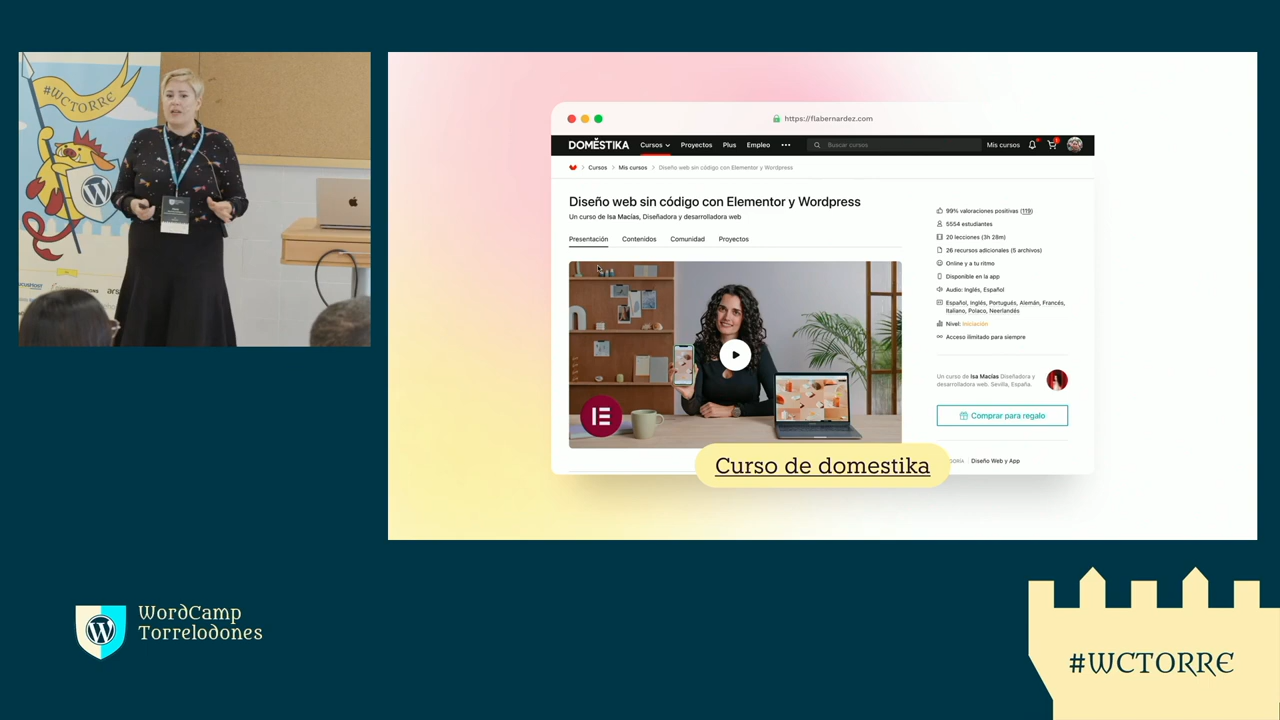 #WCTORRE
https://flabernardez.com
DOMESTIKA
Cursos
Proyectos
Plus
Empleo
Buscar cursos
Mis cursos
Cursos > Mis cursos > Diseño web sin código con Elementor y Wordpress
Diseño web sin código con Elementor y Wordpress
Un curso de Isa Macías, Diseñadora y desarrolladora web
Presentación
Contenidos
Comunidad
Proyectos
99% valoraciones positivas (119)
5554 estudiantes
20 lecciones (3h 28m)
26 recursos adicionales (5 archivos)
Online y a tu ritmo
Disponible en la app
Audio: Inglés, Español
Español, Inglés, Portugués, Alemán, Francés,
Italiano, Polaco, Neerlandés
Nivel: Iniciación
Acceso ilimitado para siempre
Un curso de Isa Macías Diseñadora y
desarrolladora web. Sevilla, España.
Comprar para regalo
Diseño Web y App
Curso de domestika
WordCamp
Torrelodones
#WCTORRE